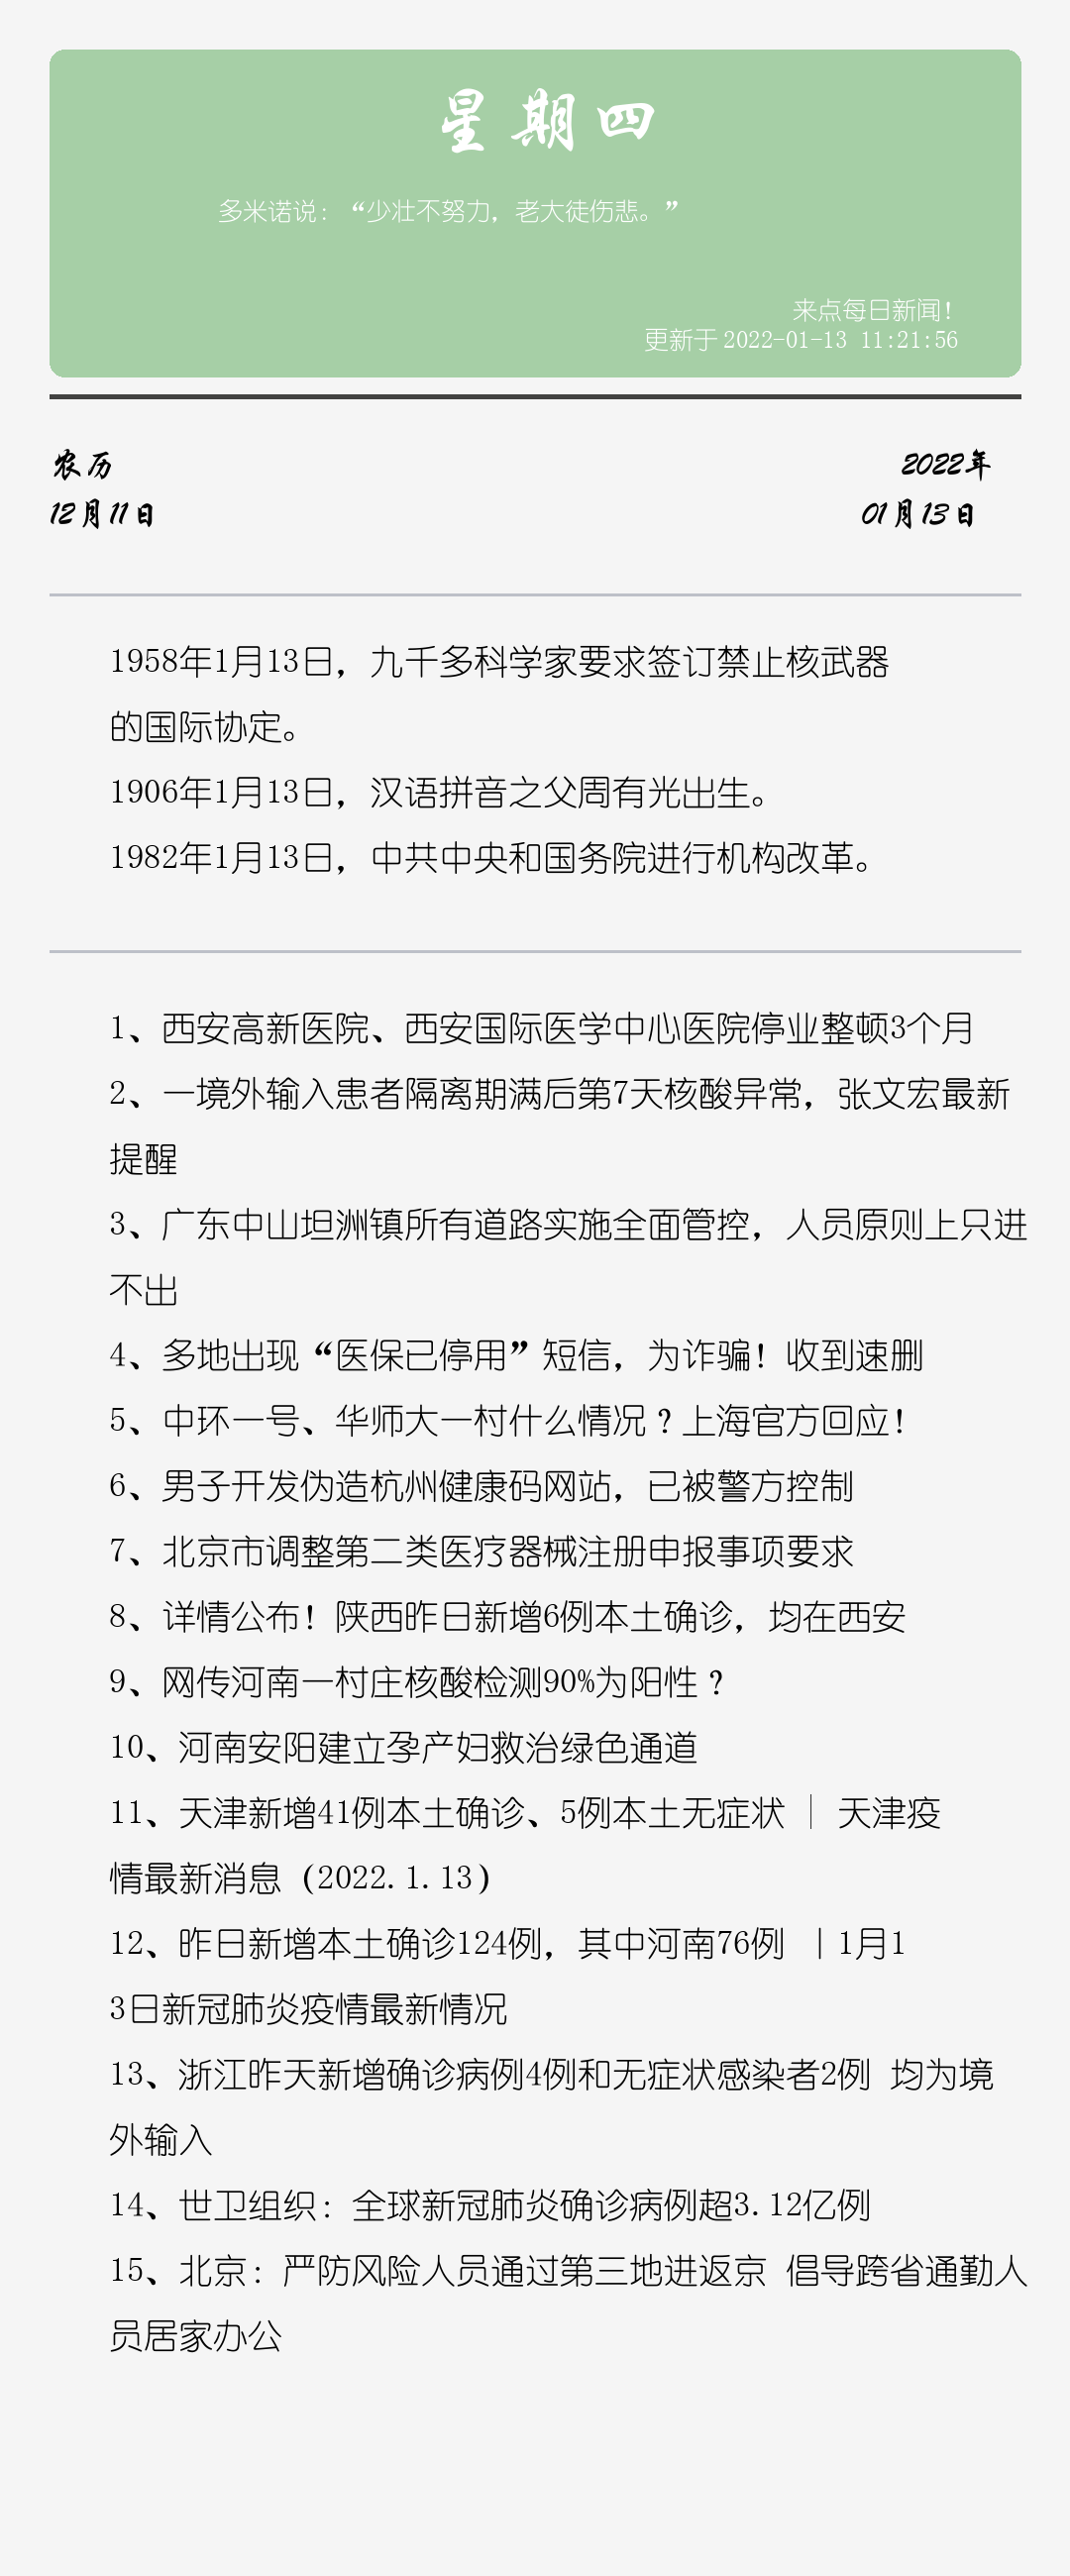 星期四
多米诺说：“少壮不努力，老大徒伤悲。”
来点每日新闻！
更新于2022-01-13 11:21:56
农历
2022年
12月11日
01月13日
1958年1月13日，九千多科学家要求签订禁止核武器
的国际协定。
1906年1月13日，汉语拼音之父周有光出生。
1982年1月13日，中共中央和国务院进行机构改革。
1、西安高新医院、西安国际医学中心医院停业整顿3个月
2、一境外输入患者隔离期满后第7天核酸异常，张文宏最新
提醒
3、广东中山坦洲镇所有道路实施全面管控，人员原则上只进
不出
4、多地出现“医保已停用”短信，为诈骗！收到速删
5、中环一号、华师大一村什么情况？上海官方回应！
6、男子开发伪造杭州健康码网站，已被警方控制
7、北京市调整第二类医疗器械注册申报事项要求
8、详情公布！陕西昨日新增6例本土确诊，均在西安
9、网传河南一村庄核酸检测90%为阳性？
10、河南安阳建立孕产妇救治绿色通道
11、天津新增41例本土确诊、5例本土无症状 │ 天津疫
情最新消息（2022.1.13）
12、昨日新增本土确诊124例，其中河南76例 丨1月1
3日新冠肺炎疫情最新情况
13、浙江昨天新增确诊病例4例和无症状感染者2例 均为境
外输入
14、世卫组织：全球新冠肺炎确诊病例超3.12亿例
15、北京：严防风险人员通过第三地进返京 倡导跨省通勤人
员居家办公